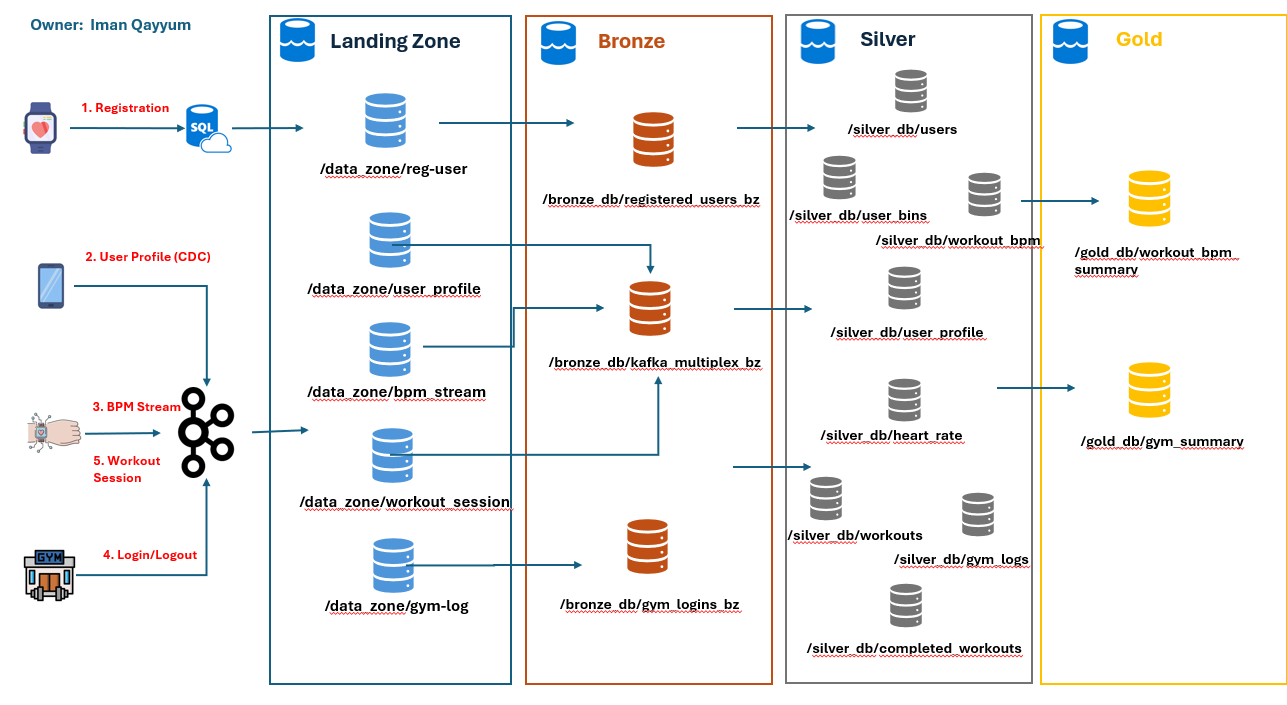 Owner: Iman Qayyum
Landing Zone
Bronze
Silver
Gold
1. Registration
SQL
/data_zone/reg-user
/bronze_db/registered_users_bz
/silver_db/users
/silver_db/user_bins
/silver_db/workout_bpm
/gold_db/workout_bpm_
summary
2. User Profile (CDC)
/data_zone/user_profile
/silver_db/user_profile
/bronze_db/kafka_multiplex_bz
/data_zone/bpm_stream
3. BPM Stream
5. Workout
Session
/silver_db/heart_rate
/gold_db/gym_summary
/data_zone/workout_session
/silver_db/workouts
/silver_db/gym_logs
GYM
4. Login/Logout
/data_zone/gym-log
/bronze_db/gym_logins_bz
/silver_db/completed_workouts